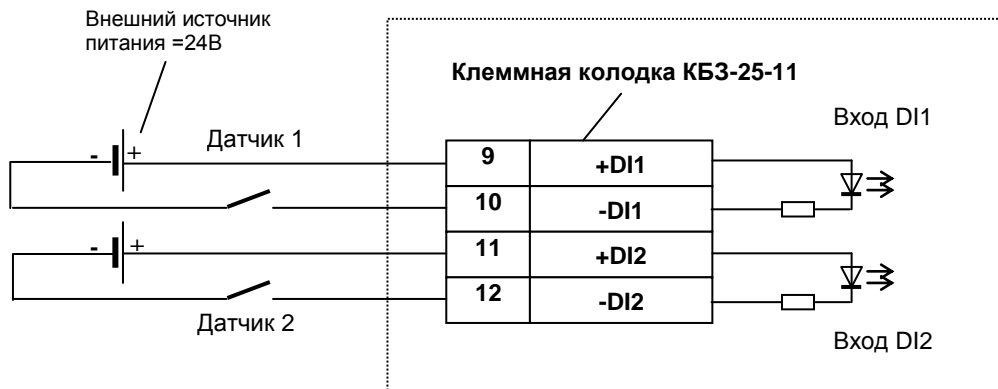 Внешний источник
питания =24В
Клеммная колодка КБЗ-25-11
Вход DI1
Датчик 1
- +
9 +DI1
10 -DI1
- +
11 +DI2
12 -DI2
Датчик 2
Вход DI2